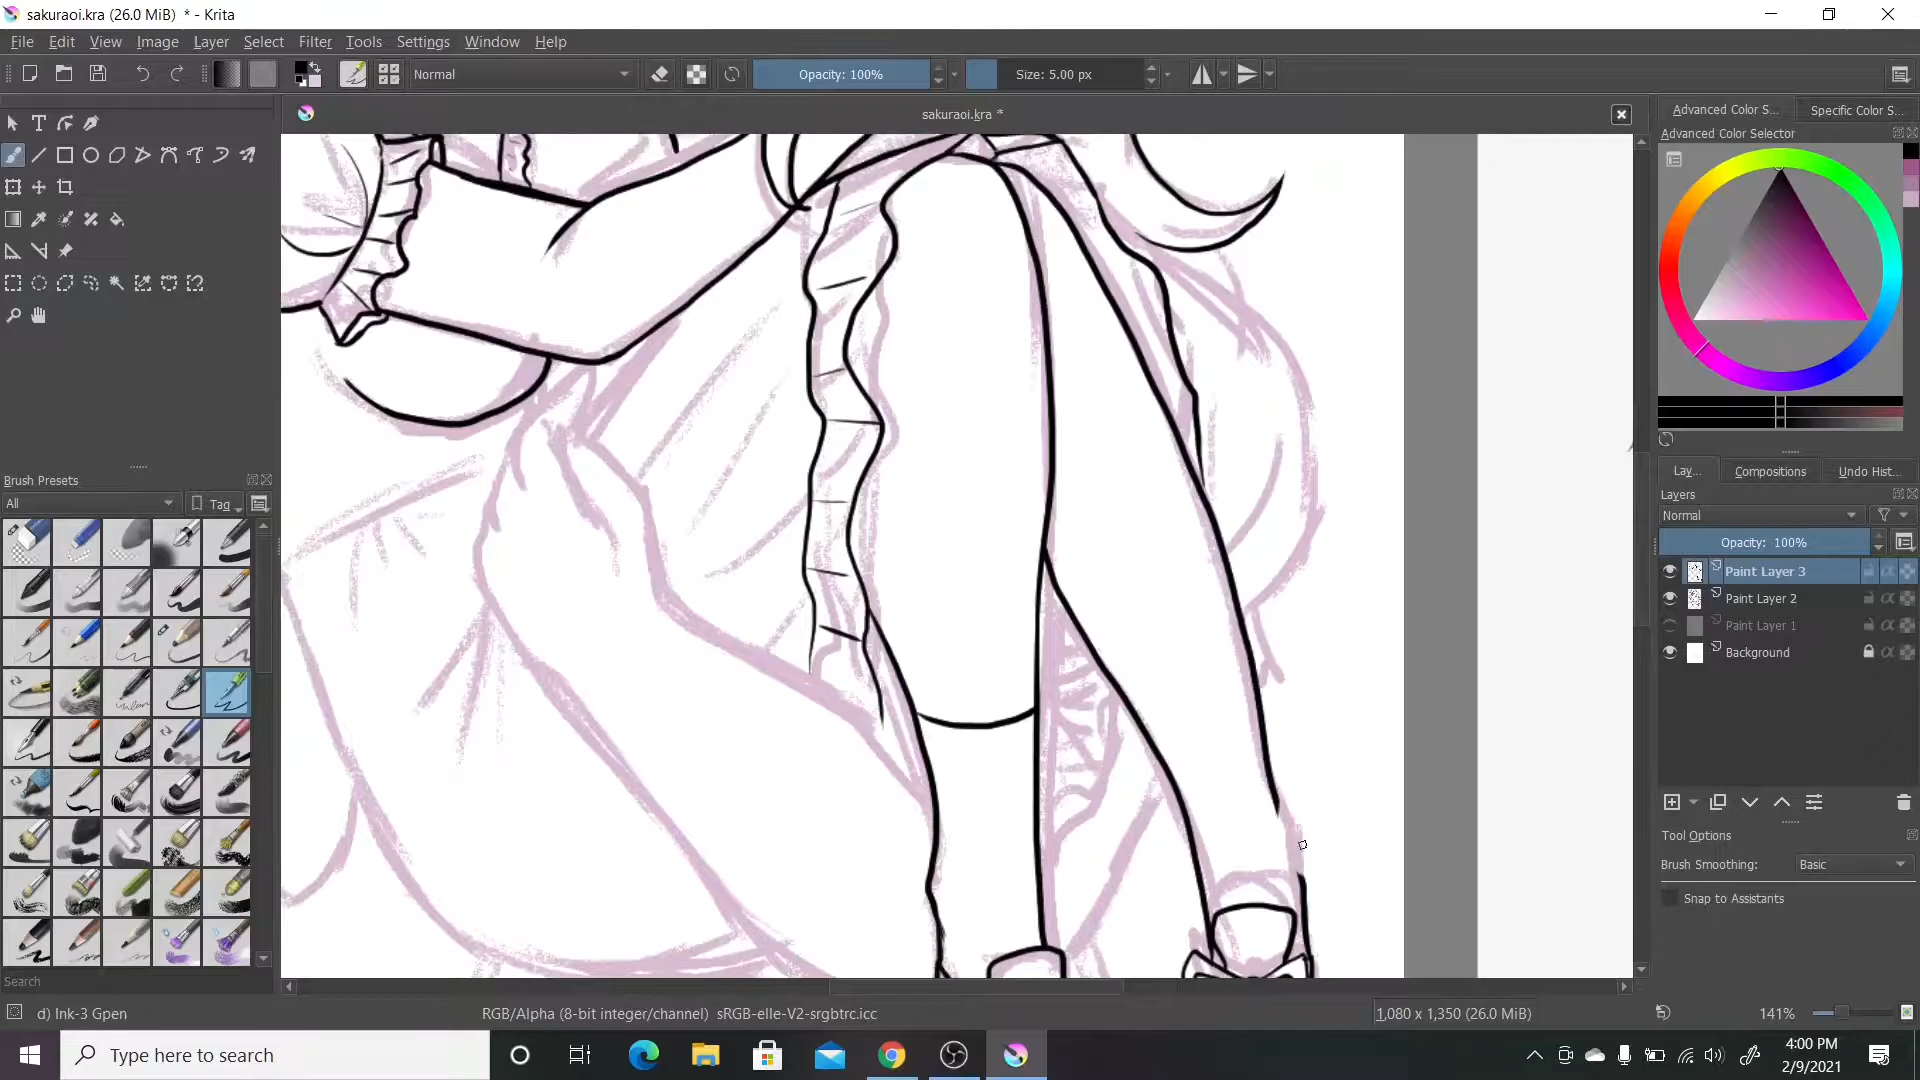 sakuraoi.kra (26.0 MiB) * - Krita
File Edit View Image Layer Select Filter Tools Settings Window Help
Normal Opacity: 100% Size: 5.00 px
sakuraoi.kra *
Advanced Color S... Specific Color S...
Advanced Color Selector
Brush Presets
All Tag
Lay... Compositions Undo Hist...
Layers
Normal
Opacity: 100%
Paint Layer 3
Paint Layer 2
Paint Layer 1
Background
Tool Options
Brush Smoothing: Basic
Snap to Assistants
Search
d) Ink-3 Gpen RGB/Alpha (8-bit integer/channel) sRGB-elle-V2-srgbtrc.icc 1,080 x 1,350 (26.0 MiB) 141%
Type here to search
4:00 PM
2/9/2021